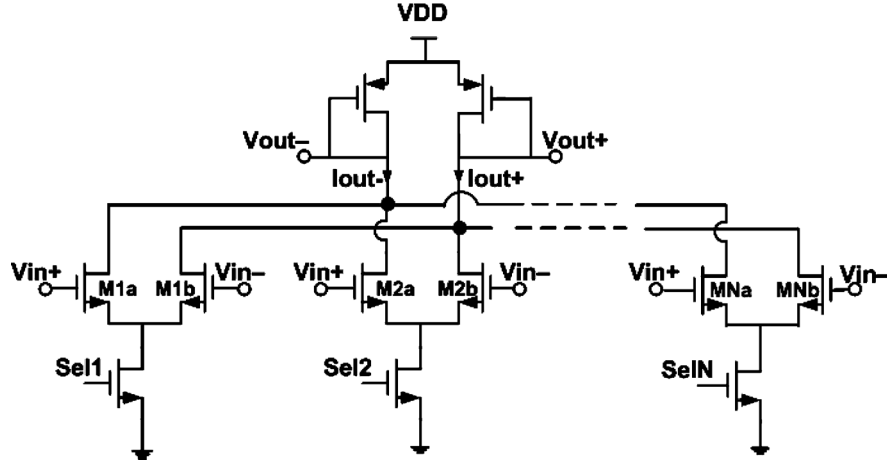 VDD
Vout− Vout+
Iout- Iout+
Vin+ M1a M1b Vin− Vin+ M2a M2b Vin− Vin+ MNa MNb Vin−
Sel1 Sel2 SelN